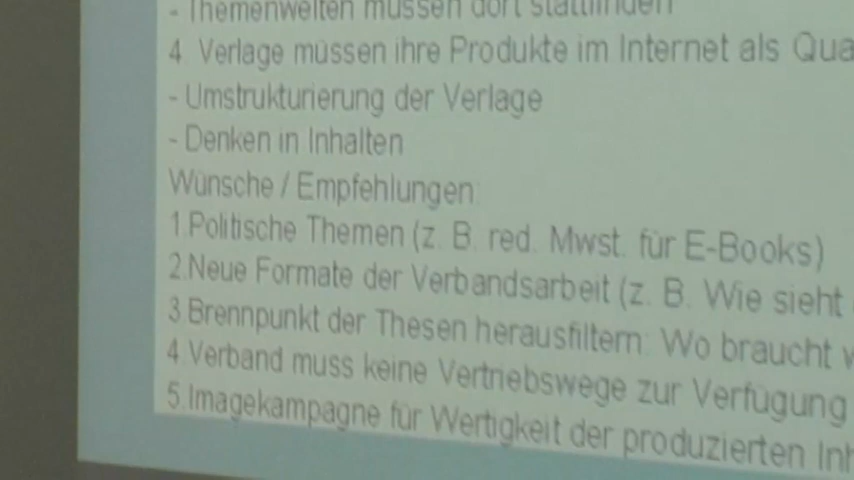 - Themenwelten müssen dort stattfinden
4. Verlage müssen ihre Produkte im Internet als
- Umstrukturierung der Verlage
- Denken in Inhalten
Wünsche / Empfehlungen:
1.Politische Themen (z. B. red. Mwst. für E-Books)
2.Neue Formate der Verbandsarbeit (z. B. Wie sieht
3.Brennpunkt der Thesen herausfiltern: Wo braucht
4.Verband muss keine Vertriebswege zur Verfügung
5.Imagekampagne für Wertigkeit der produzierten